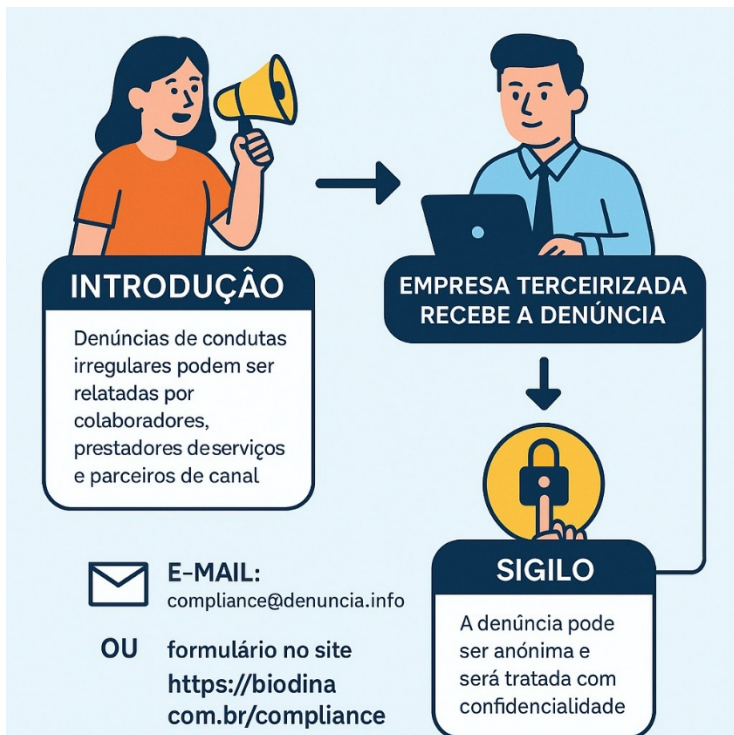 INTRODUÇÂO
Denúncias de condutas
irregulares podem ser
relatadas por
colaboradores,
prestadores deserviços
e parceiros de canal
EMPRESA TERCEIRIZADA
RECEBE A DENÚNCIA
SIGILO
A denúncia pode
ser anónima e
será tratada com
confidencialidade
E-MAIL:
compliance@denuncia.info
OU formulário no site
https://biodina
com.br/compliance